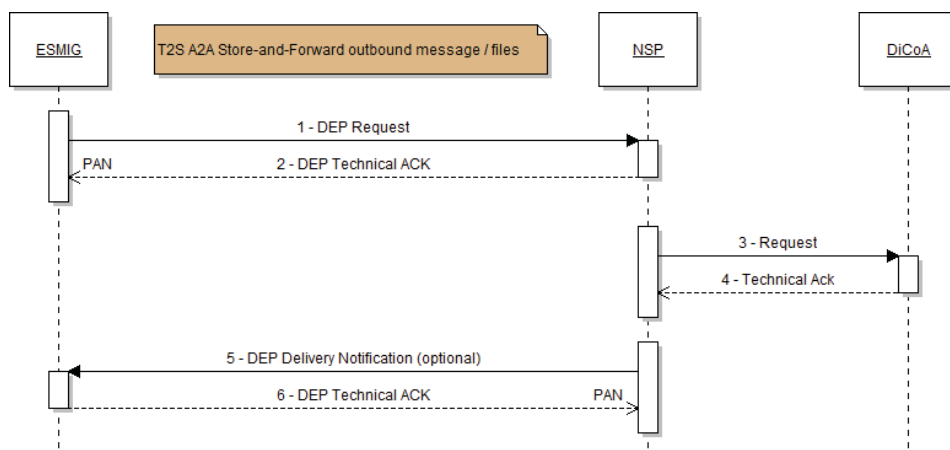 ESMIG
T2S A2A Store-and-Forward outbound message / files
NSP
DiCoA
1 - DEP Request
PAN
2 - DEP Technical ACK
3 - Request
4 - Technical Ack
5 - DEP Delivery Notification (optional)
6 - DEP Technical ACK
PAN